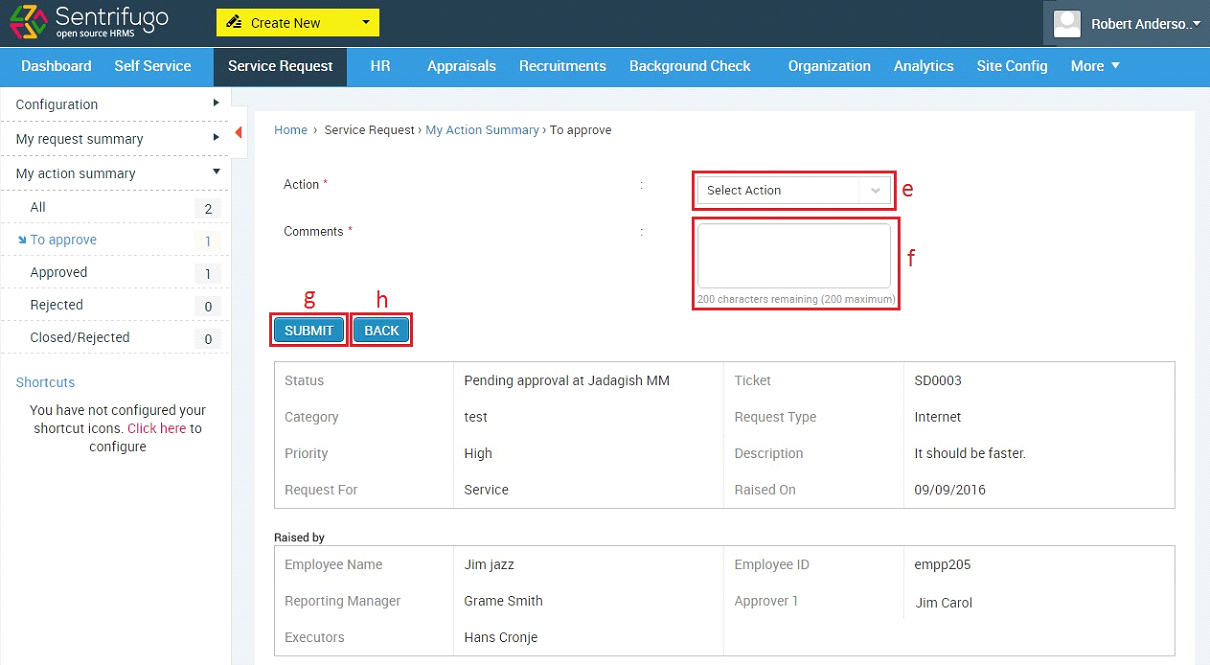 Sentrifugo
open source HRMS
Create New
Robert Anderso..
Dashboard Self Service Service Request HR Appraisals Recruitments Background Check Organization Analytics Site Config More
Configuration
My request summary
My action summary
All 2
To approve 1
Approved 1
Rejected 0
Closed/Rejected 0
Shortcuts
You have not configured your
shortcut icons. Click here to
configure
Home › Service Request › My Action Summary › To approve
Action * : Select Action e
Comments * : f
200 characters remaining (200 maximum)
g h
SUBMIT BACK
Status Pending approval at Jadagish MM Ticket SD0003
Category test Request Type Internet
Priority High Description It should be faster.
Request For Service Raised On 09/09/2016
Raised by
Employee Name Jim jazz Employee ID empp205
Reporting Manager Grame Smith Approver 1 Jim Carol
Executors Hans Cronje